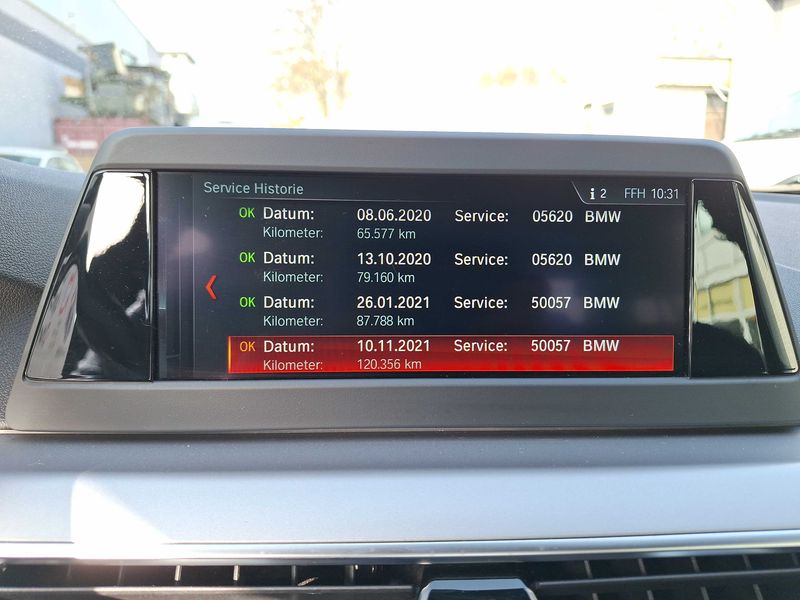 Service Historie
i 2 FFH 10:31
OK Datum: 08.06.2020 Service: 05620 BMW
Kilometer: 65.577 km
OK Datum: 13.10.2020 Service: 05620 BMW
Kilometer: 79.160 km
OK Datum: 26.01.2021 Service: 50057 BMW
Kilometer: 87.788 km
OK Datum: 10.11.2021 Service: 50057 BMW
Kilometer: 120.356 km